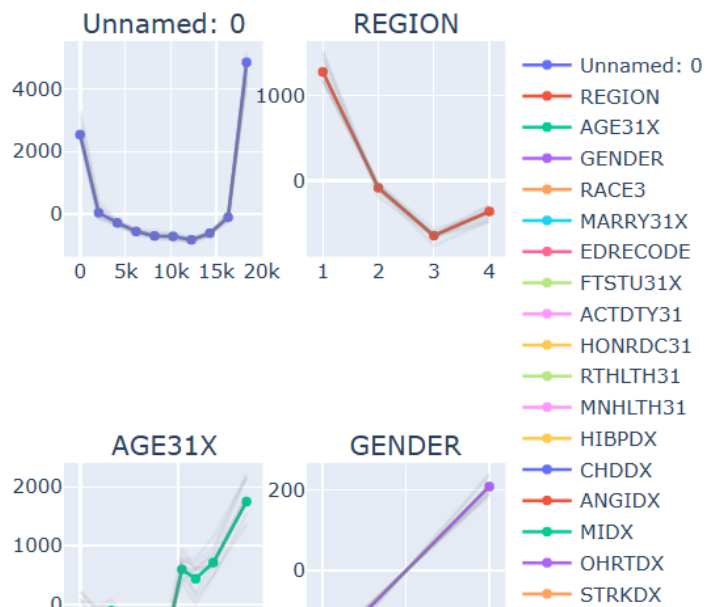 Unnamed: 0
REGION
4000
2000
0
0
5k
10k
15k
20k
1000
0
1
2
3
4
Unnamed: 0
REGION
AGE31X
GENDER
RACE3
MARRY31X
EDRECODE
FTSTU31X
ACTDTY31
HONRDC31
RTHLTH31
MNHLTH31
HIBPDX
CHDDX
ANGIDX
MIDX
OHRTDX
STRKDX
AGE31X
GENDER
2000
1000
0
200
0